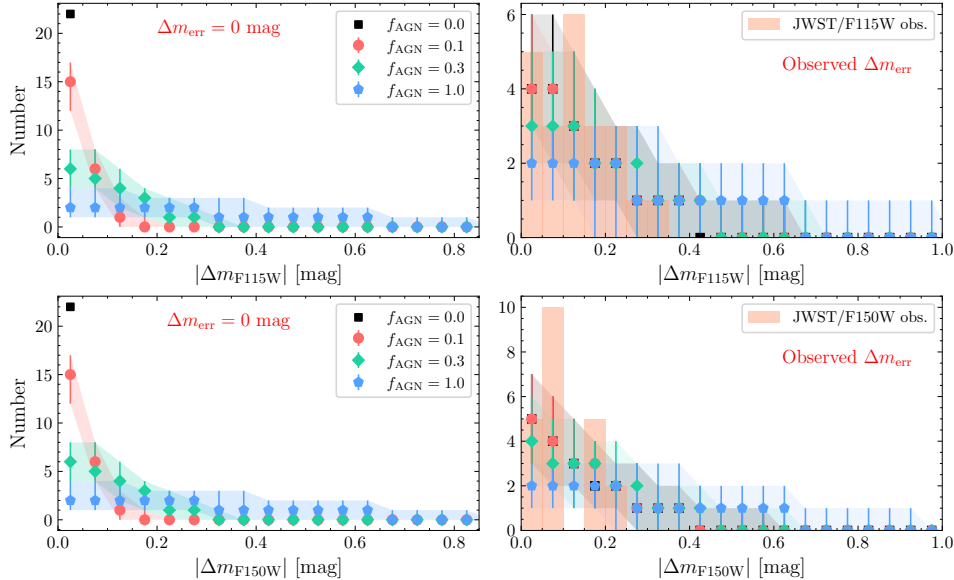 Δm_err = 0 mag
f_AGN = 0.0
f_AGN = 0.1
f_AGN = 0.3
f_AGN = 1.0
Number
20
15
10
5
0
0.0 0.2 0.4 0.6 0.8
|Δm_F115W| [mag]
JWST/F115W obs.
Observed Δm_err
6
4
2
0
0.0 0.2 0.4 0.6 0.8 1.0
|Δm_F115W| [mag]
Δm_err = 0 mag
f_AGN = 0.0
f_AGN = 0.1
f_AGN = 0.3
f_AGN = 1.0
Number
20
15
10
5
0
0.0 0.2 0.4 0.6 0.8
|Δm_F150W| [mag]
JWST/F150W obs.
Observed Δm_err
10
8
6
4
2
0
0.0 0.2 0.4 0.6 0.8 1.0
|Δm_F150W| [mag]